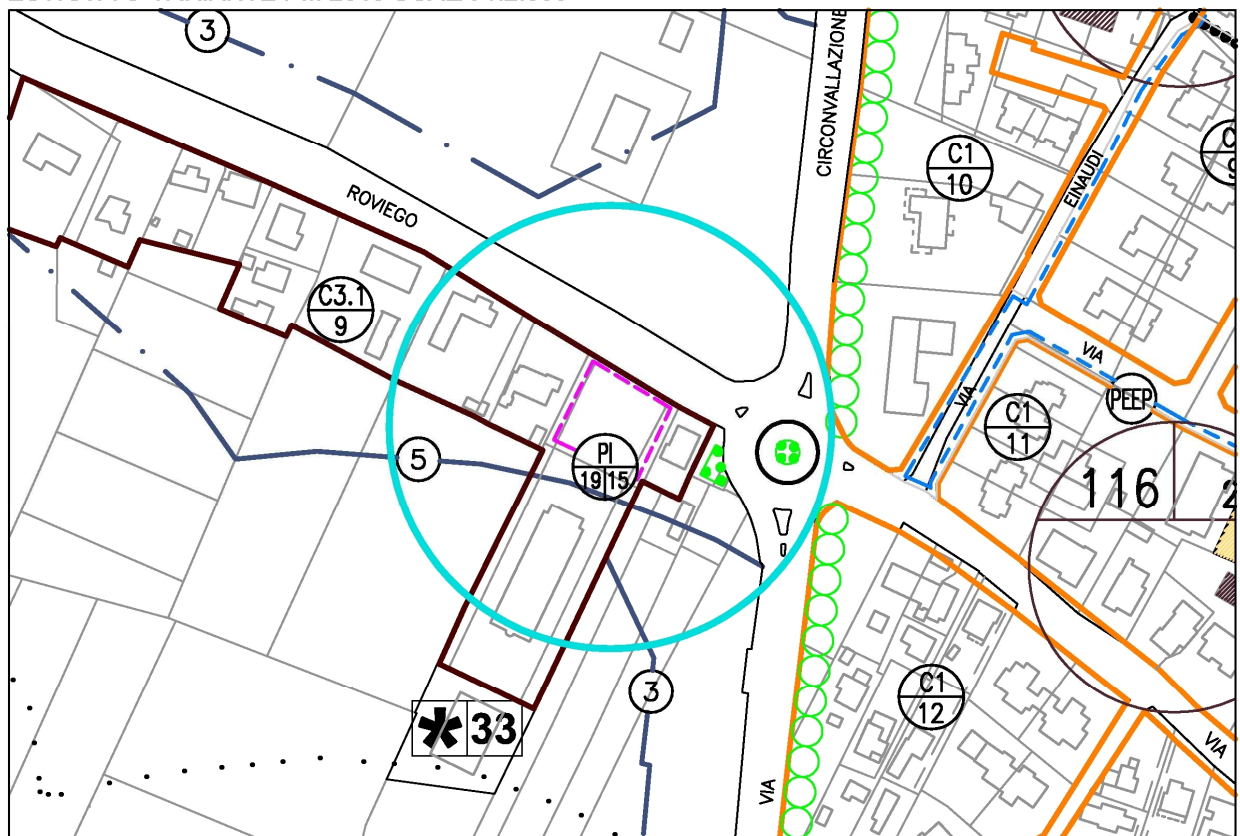 3
CIRCONVALLAZIONE
C1
10
EINAUDI
ROVIEGO
C3.1
9
VIA
VIA
PEEP
C1
11
5
PI
19 15
116
2
3
C1
12
* 33
VIA
VIA